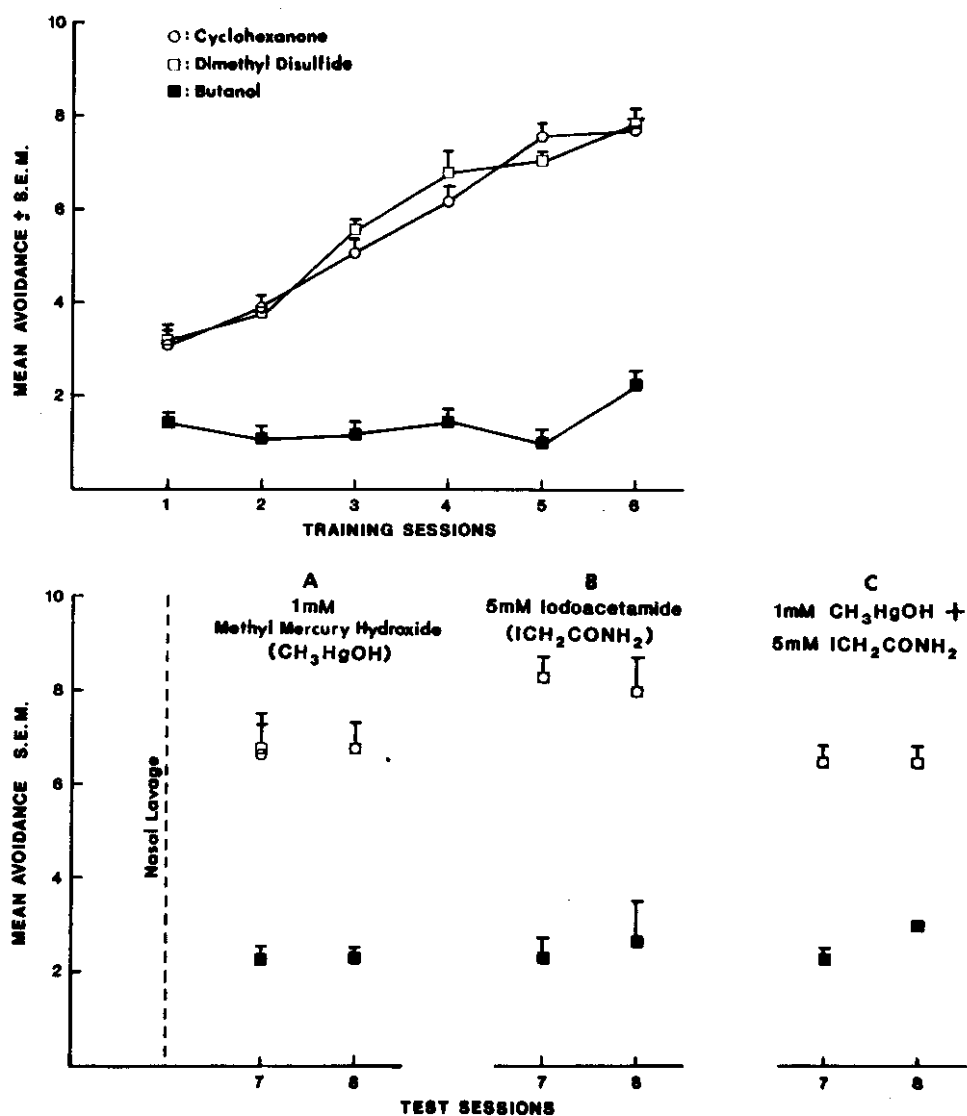 10
8
6
4
2
MEAN AVOIDANCE ± S.E.M.
○: Cyclohexanone
□: Dimethyl Disulfide
■: Butanol
1 2 3 4 5 6
TRAINING SESSIONS
10
8
6
4
2
MEAN AVOIDANCE S.E.M.
Nasal Lavage
A
1mM
Methyl Mercury Hydroxide
(CH₃HgOH)
B
5mM Iodoacetamide
(ICH₂CONH₂)
C
1mM CH₃HgOH +
5mM ICH₂CONH₂
7 8 7 8 7 8
TEST SESSIONS